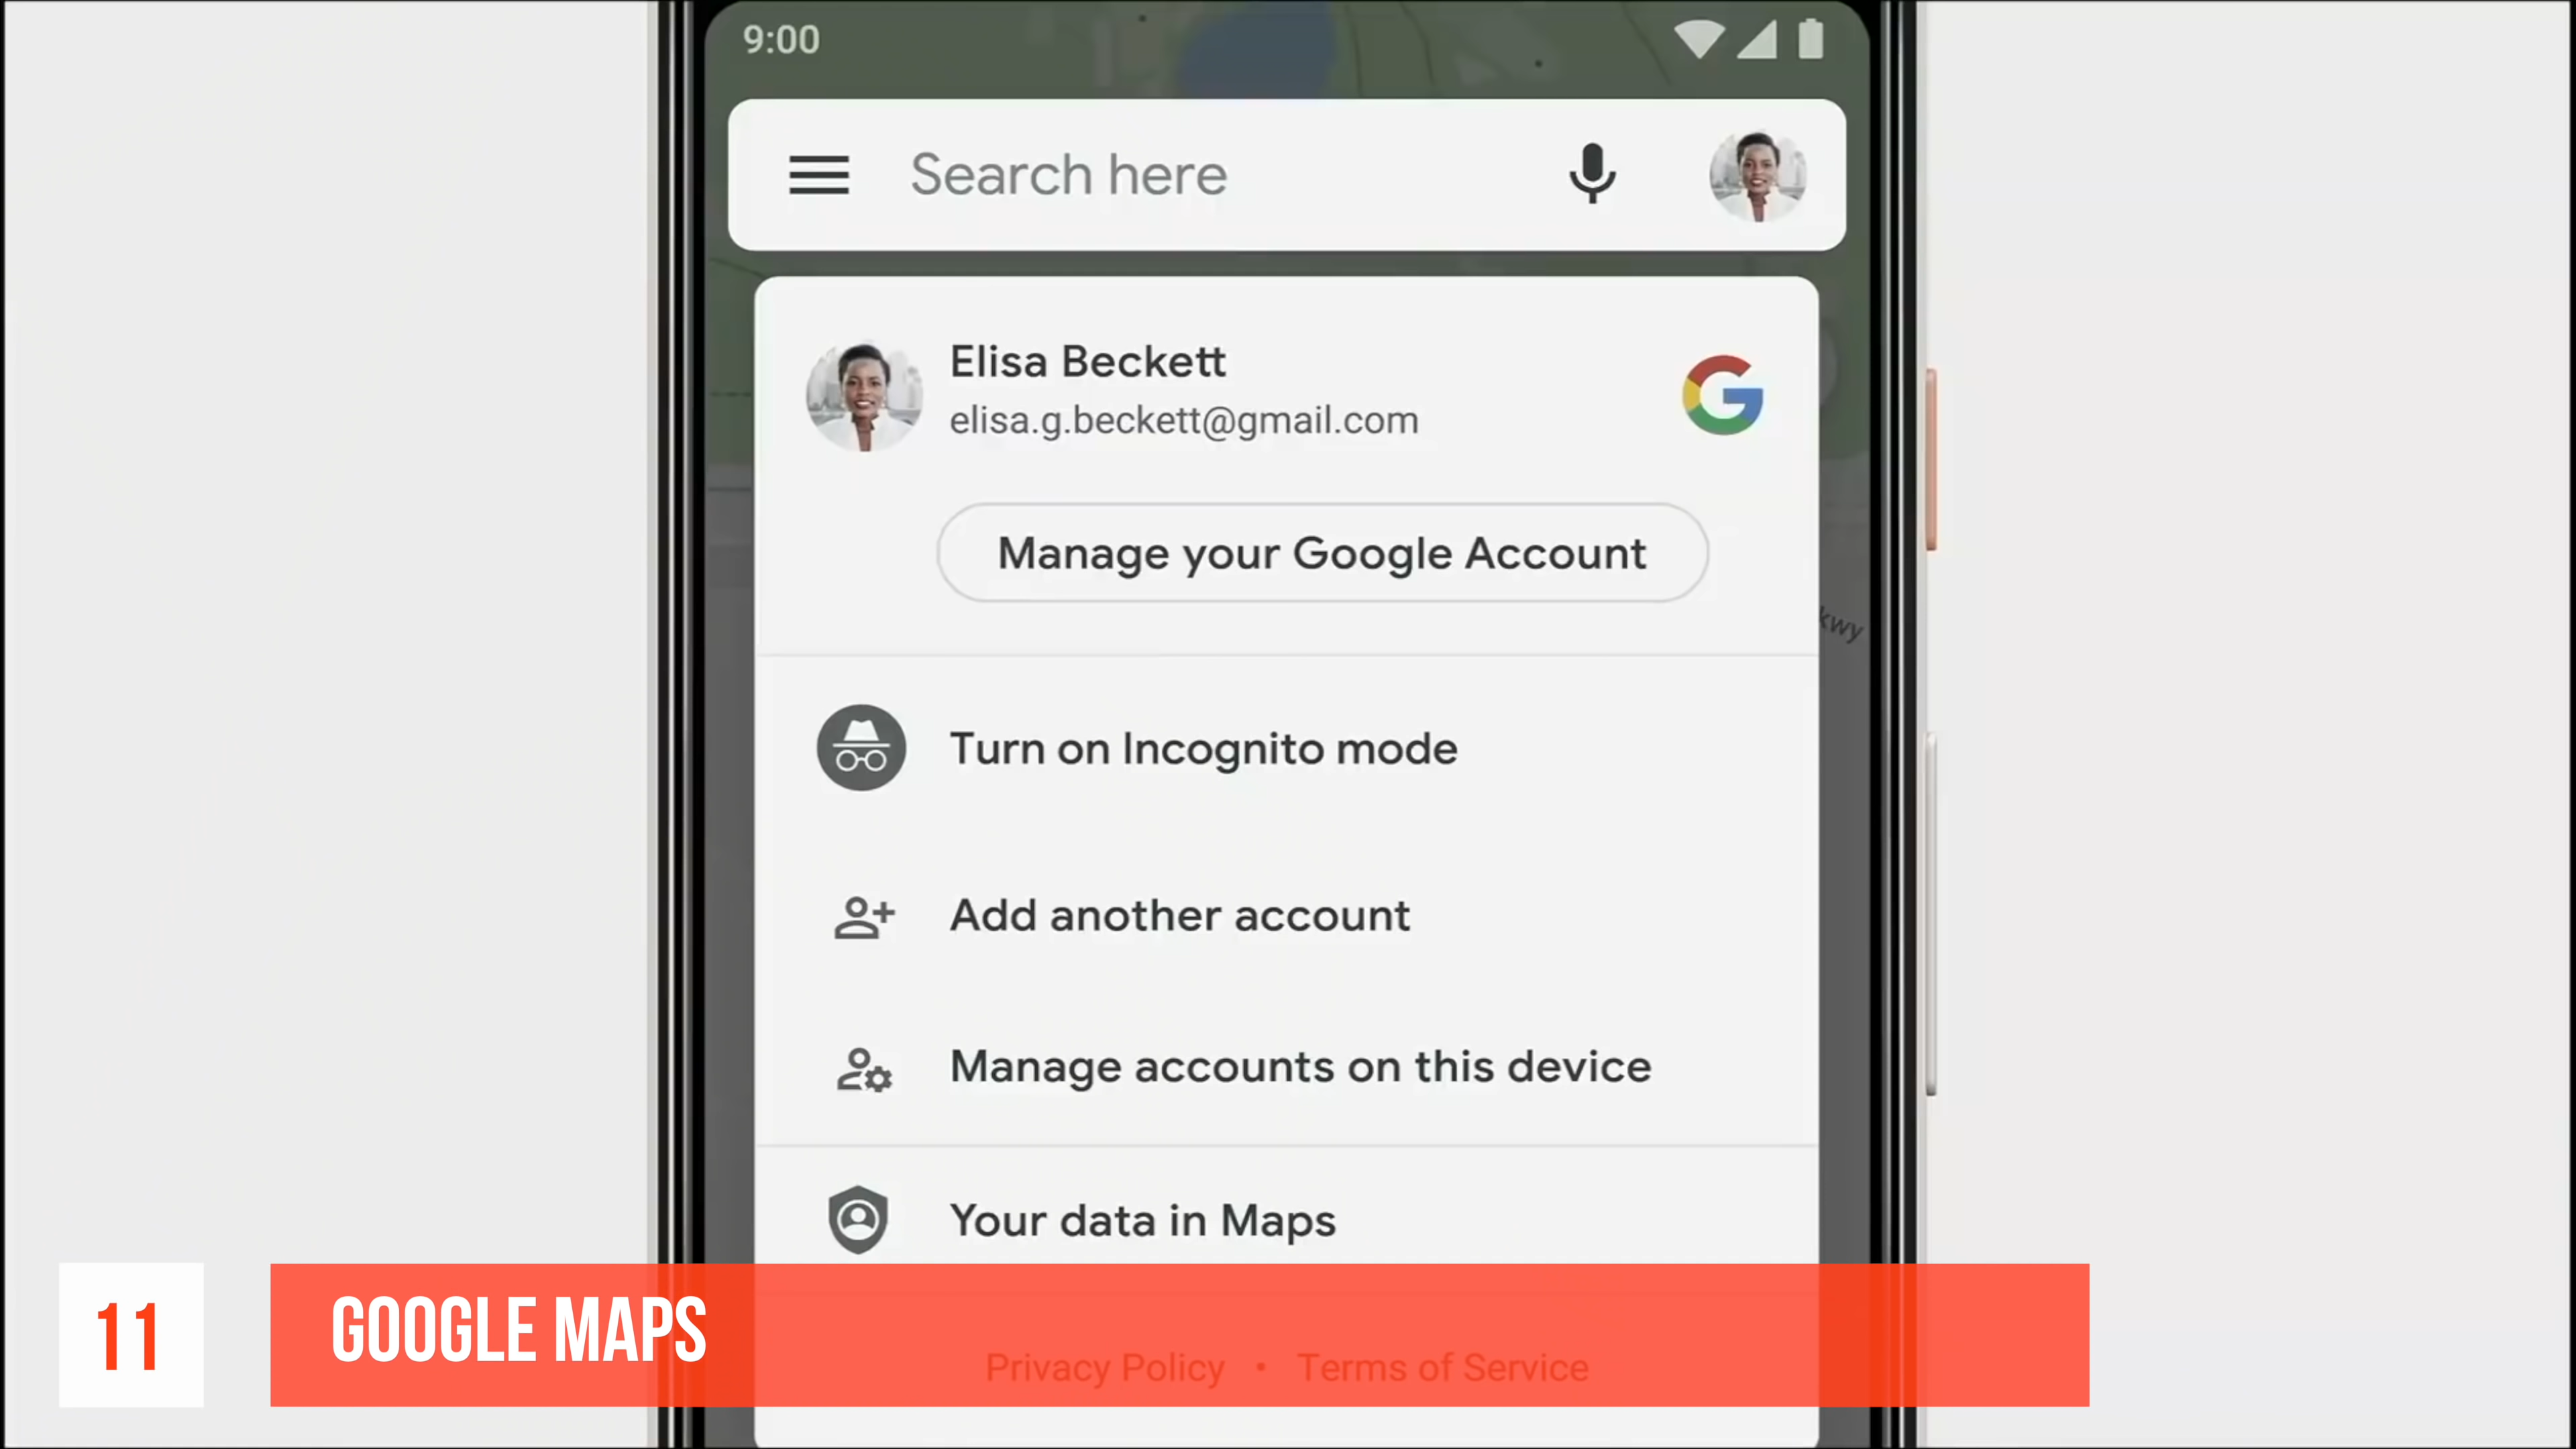 9:00
Search here
Elisa Beckett
elisa.g.beckett@gmail.com
Manage your Google Account
kwy
Turn on Incognito mode
Add another account
Manage accounts on this device
Your data in Maps
11
GOOGLE MAPS
Privacy Policy • Terms of Service